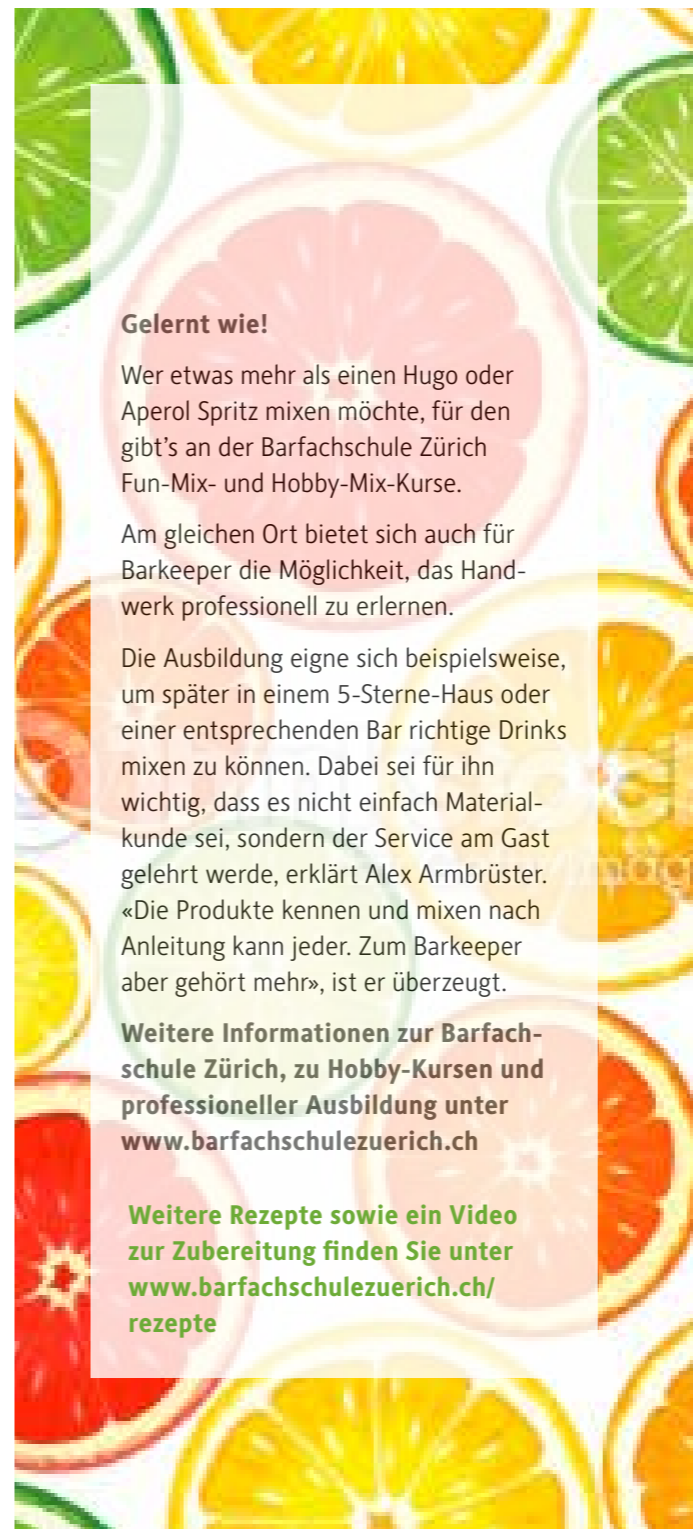 Gelernt wie!
Wer etwas mehr als einen Hugo oder
Aperol Spritz mixen möchte, für den
gibt's an der Barfachschule Zürich
Fun-Mix- und Hobby-Mix-Kurse.
Am gleichen Ort bietet sich auch für
Barkeeper die Möglichkeit, das Hand-
werk professionell zu erlernen.
Die Ausbildung eigne sich beispielsweise,
um später in einem 5-Sterne-Haus oder
einer entsprechenden Bar richtige Drinks
mixen zu können. Dabei sei für ihn
wichtig, dass es nicht einfach Material-
kunde sei, sondern der Service am Gast
gelehrt werde, erklärt Alex Armbrüster.
«Die Produkte kennen und mixen nach
Anleitung kann jeder. Zum Barkeeper
aber gehört mehr», ist er überzeugt.
Weitere Informationen zur Barfach-
schule Zürich, zu Hobby-Kursen und
professioneller Ausbildung unter
www.barfachschulezuerich.ch
Weitere Rezepte sowie ein Video
zur Zubereitung finden Sie unter
www.barfachschulezuerich.ch/
rezepte